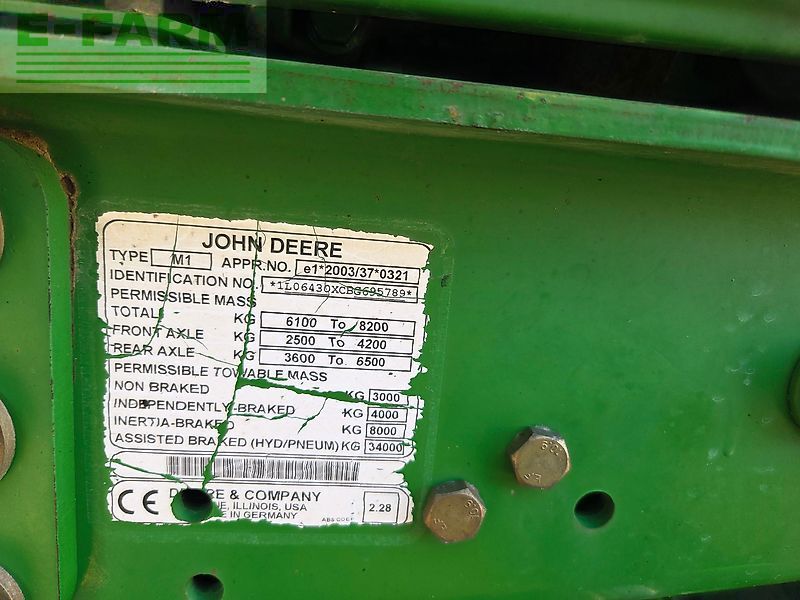 E-FARM
JOHN DEERE
TYPE M1 APPR.NO. e1*2003/37*0321
IDENTIFICATION NO. *1L06430XCBG695789*
PERMISSIBLE MASS
TOTAL KG 6100 To 8200
FRONT AXLE KG 2500 To 4200
REAR AXLE KG 3600 To 6500
PERMISSIBLE TOWABLE MASS
NON BRAKED KG 3000
INDEPENDENTLY-BRAKED KG 4000
INERTIA-BRAKED KG 8000
ASSISTED BRAKED (HYD/PNEUM) KG 34000
CE
& COMPANY
ILLINOIS, USA
IN GERMANY
2.28